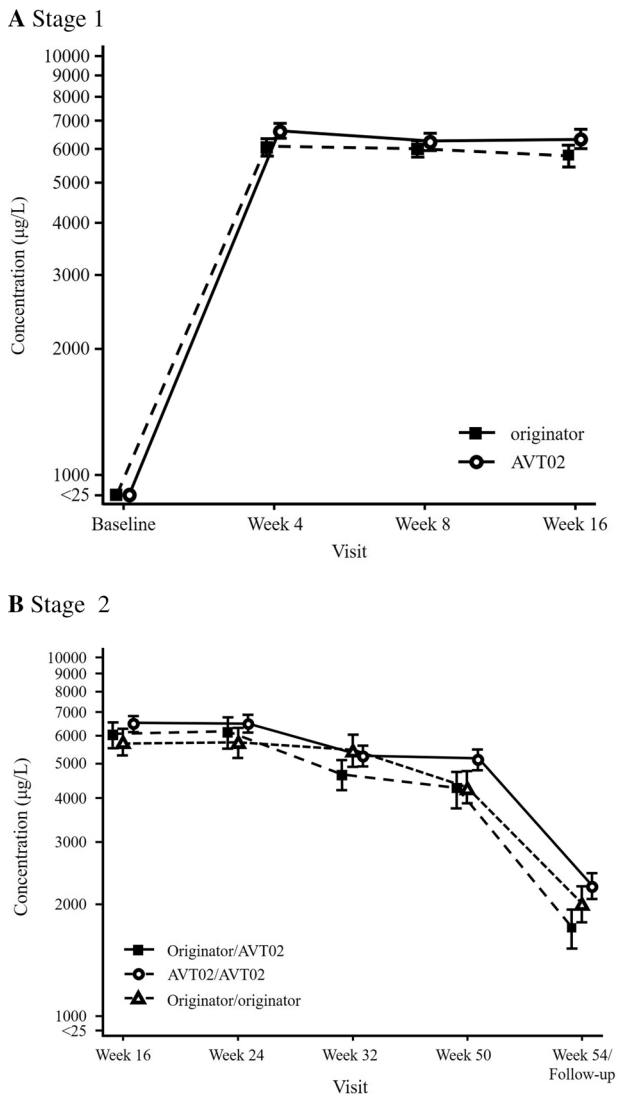 A Stage 1
10000
9000
8000
7000
6000
5000
4000
3000
2000
1000
<25
Concentration (µg/L)
originator
AVT02
Baseline Week 4 Week 8 Week 16
Visit
B Stage 2
10000
9000
8000
7000
6000
5000
4000
3000
2000
1000
<25
Concentration (µg/L)
Originator/AVT02
AVT02/AVT02
Originator/originator
Week 16 Week 24 Week 32 Week 50 Week 54/
Follow-up
Visit